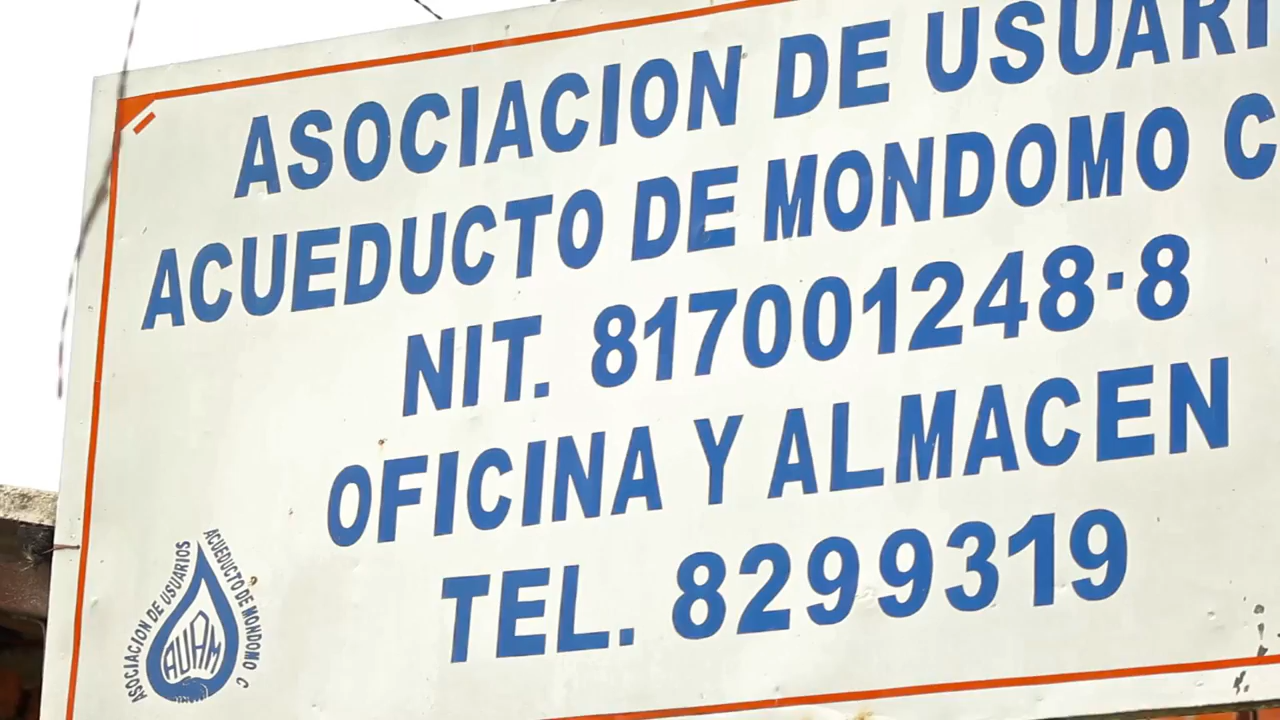 ASOCIACION DE USUARI
ACUEDUCTO DE MONDOMO C
NIT. 817001248·8
OFICINA Y ALMACEN
TEL. 8299319
ASOCIACION DE USUARIOS
ACUEDUCTO DE MONDOMO C
AUAM